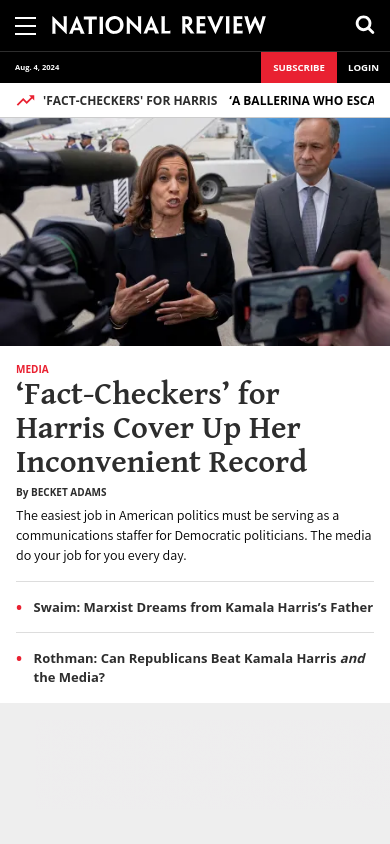 NATIONAL REVIEW
Aug. 4, 2024
SUBSCRIBE
LOGIN
'FACT-CHECKERS' FOR HARRIS
‘A BALLERINA WHO ESCA
MEDIA
‘Fact-Checkers’ for
Harris Cover Up Her
Inconvenient Record
By BECKET ADAMS
The easiest job in American politics must be serving as a
communications staffer for Democratic politicians. The media
do your job for you every day.
• Swaim: Marxist Dreams from Kamala Harris’s Father
• Rothman: Can Republicans Beat Kamala Harris and
the Media?